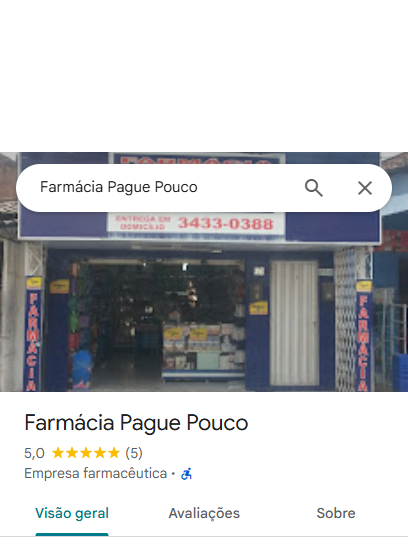 Farmácia Pague Pouco
ENTREGA EM
DOMICILIO 3433-0388
FARMÁCIA
FARMÁCIA
Farmácia Pague Pouco
5,0 ★★★★★ (5)
Empresa farmacêutica ·
Visão geral Avaliações Sobre